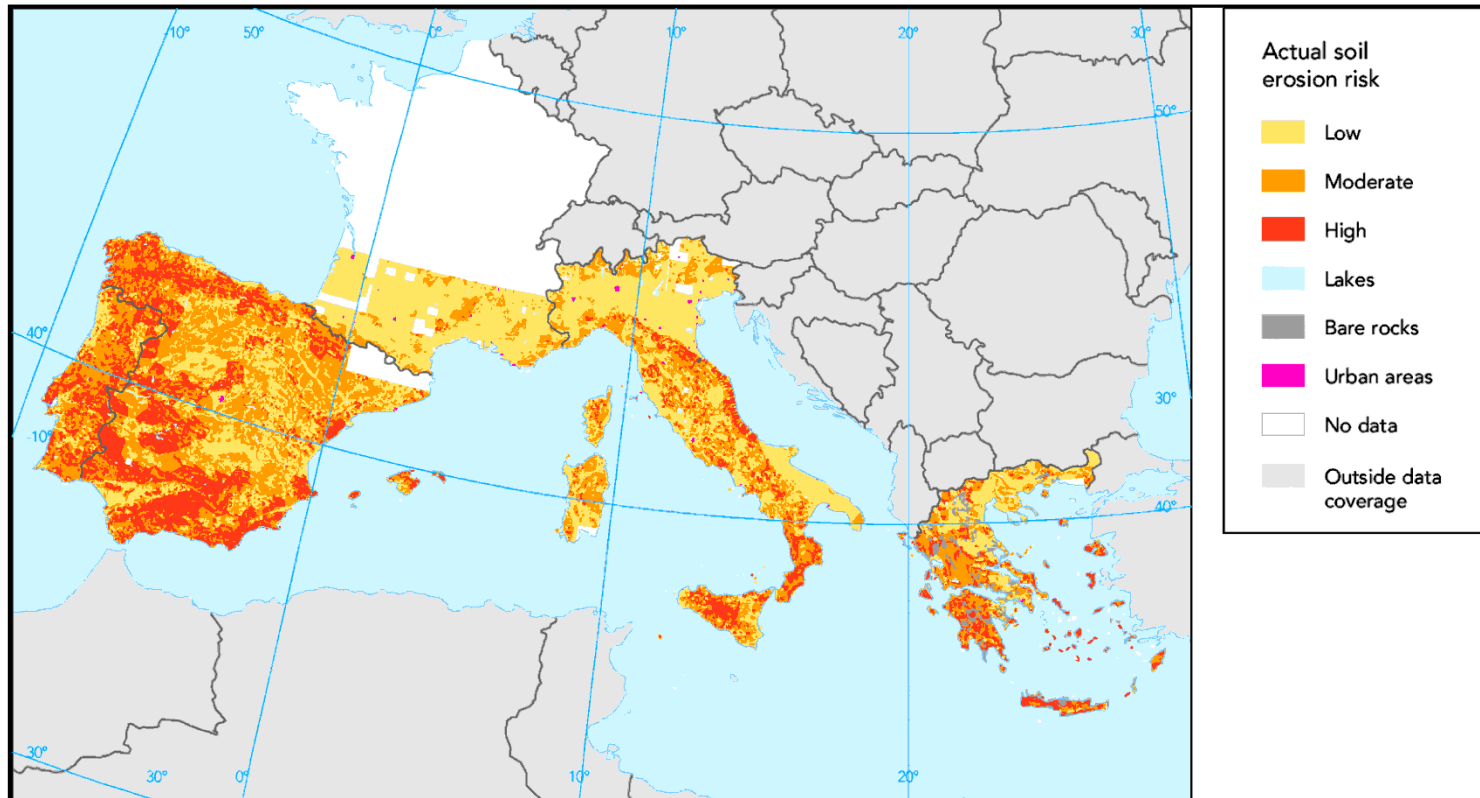 -10° 50° 0° 10° 20° 30°
50°
40°
30°
-10°
40°
30°
30° 0° 10° 20°
Actual soil
erosion risk
Low
Moderate
High
Lakes
Bare rocks
Urban areas
No data
Outside data
coverage